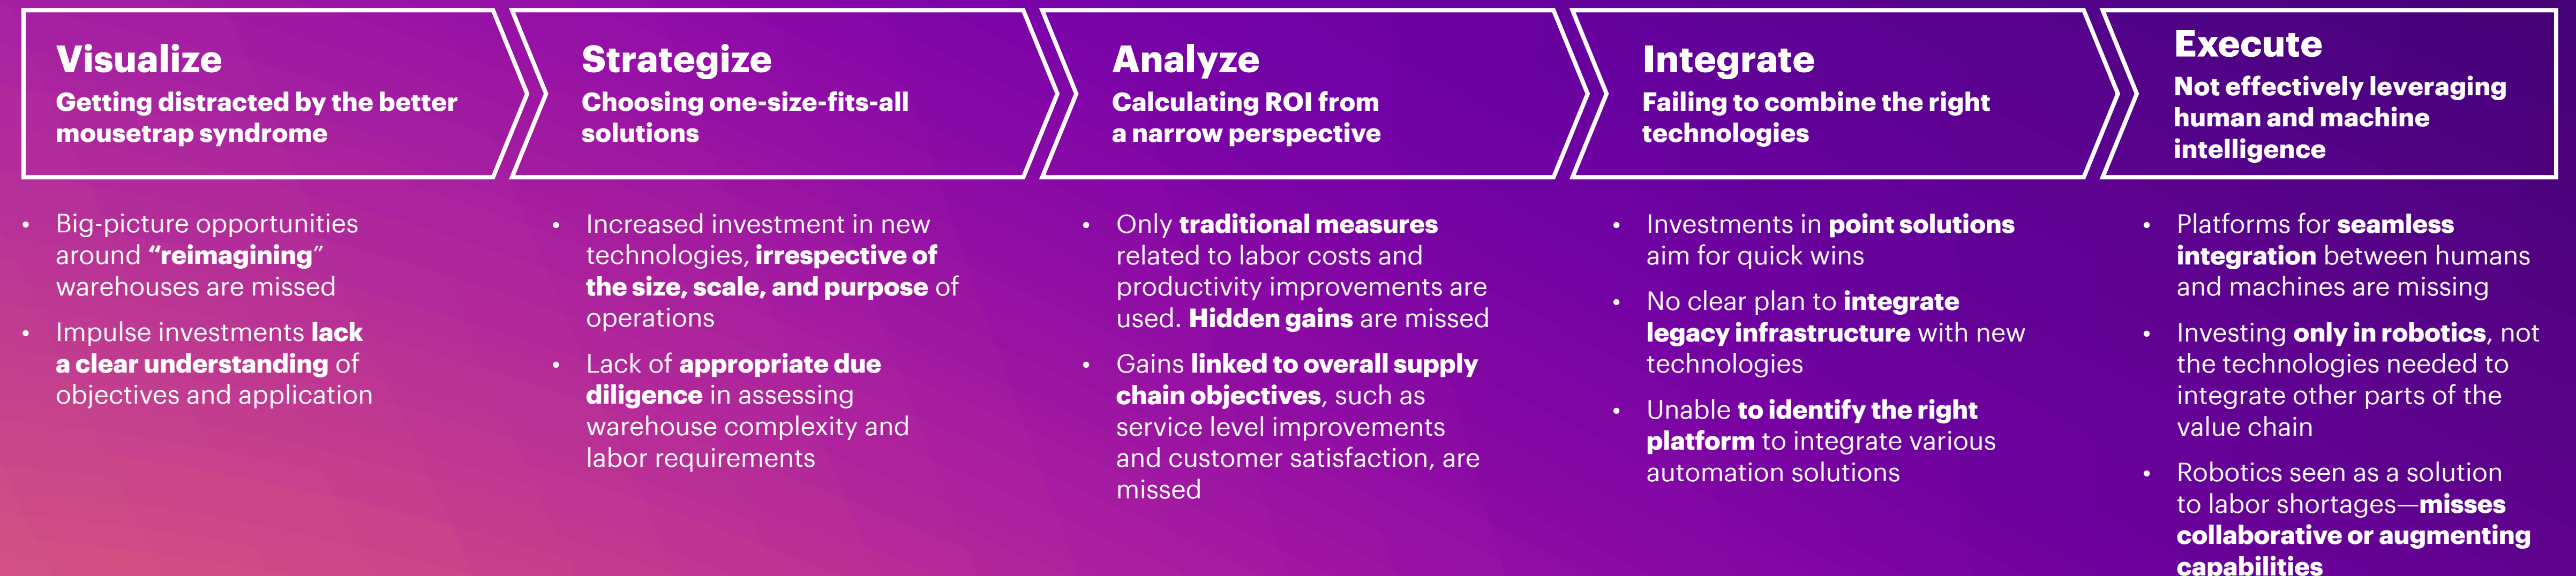 Visualize
Getting distracted by the better
mousetrap syndrome
• Big-picture opportunities
around “reimagining”
warehouses are missed
• Impulse investments lack
a clear understanding of
objectives and application
Strategize
Choosing one-size-fits-all
solutions
• Increased investment in new
technologies, irrespective of
the size, scale, and purpose of
operations
• Lack of appropriate due
diligence in assessing
warehouse complexity and
labor requirements
Analyze
Calculating ROI from
a narrow perspective
• Only traditional measures
related to labor costs and
productivity improvements are
used. Hidden gains are missed
• Gains linked to overall supply
chain objectives, such as
service level improvements
and customer satisfaction, are
missed
Integrate
Failing to combine the right
technologies
• Investments in point solutions
aim for quick wins
• No clear plan to integrate
legacy infrastructure with new
technologies
• Unable to identify the right
platform to integrate various
automation solutions
Execute
Not effectively leveraging
human and machine
intelligence
• Platforms for seamless
integration between humans
and machines are missing
• Investing only in robotics, not
the technologies needed to
integrate other parts of the
value chain
• Robotics seen as a solution
to labor shortages—misses
collaborative or augmenting
capabilities